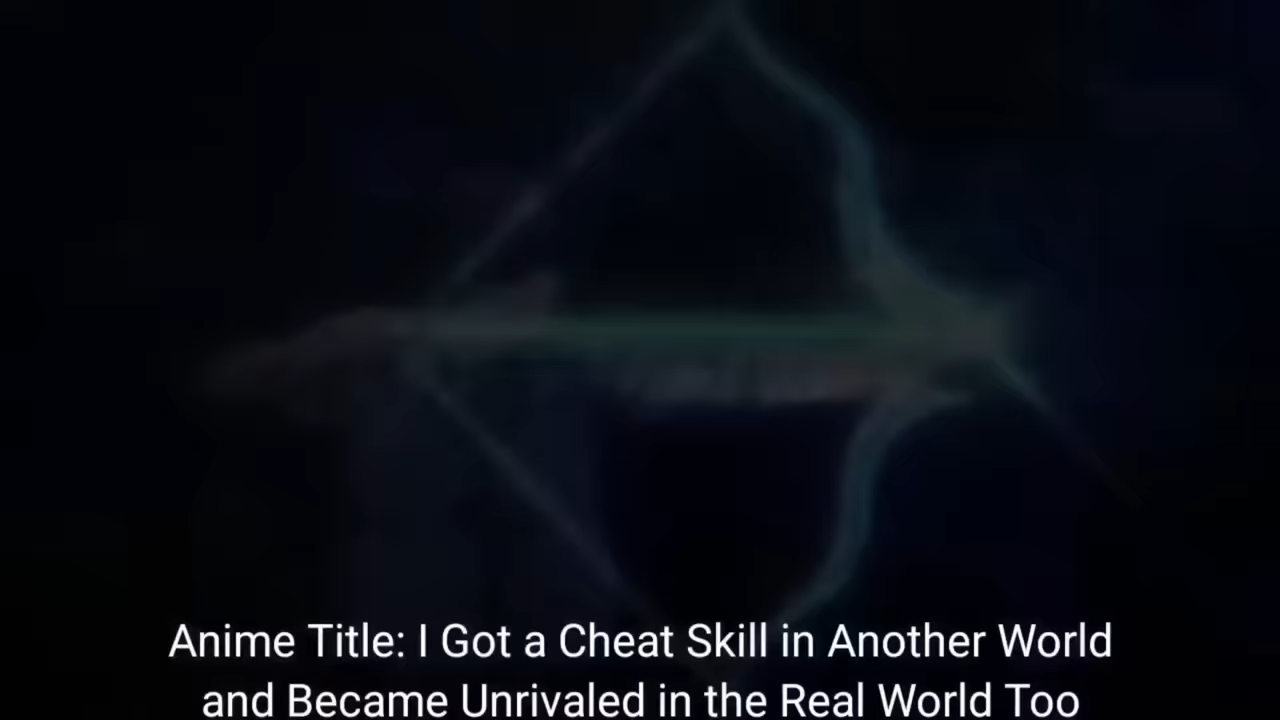 Anime Title: I Got a Cheat Skill in Another World
and Became Unrivaled in the Real World Too